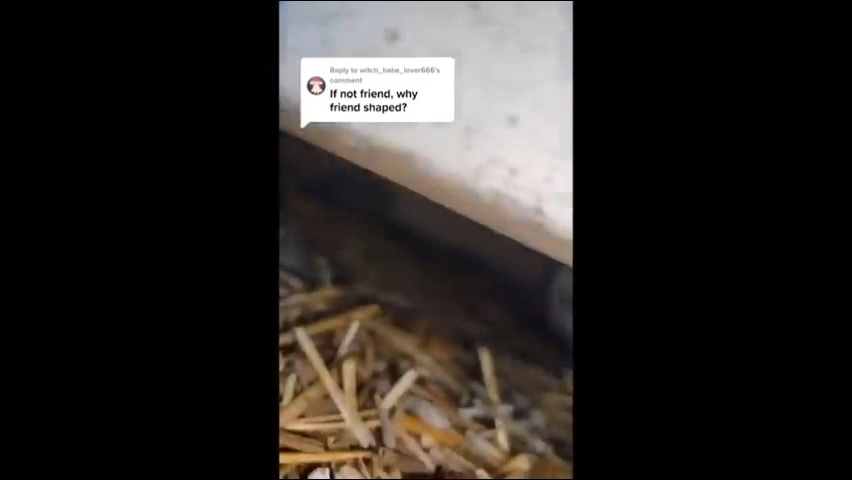 Reply to witch_babe_lover666's
comment
If not friend, why
friend shaped?